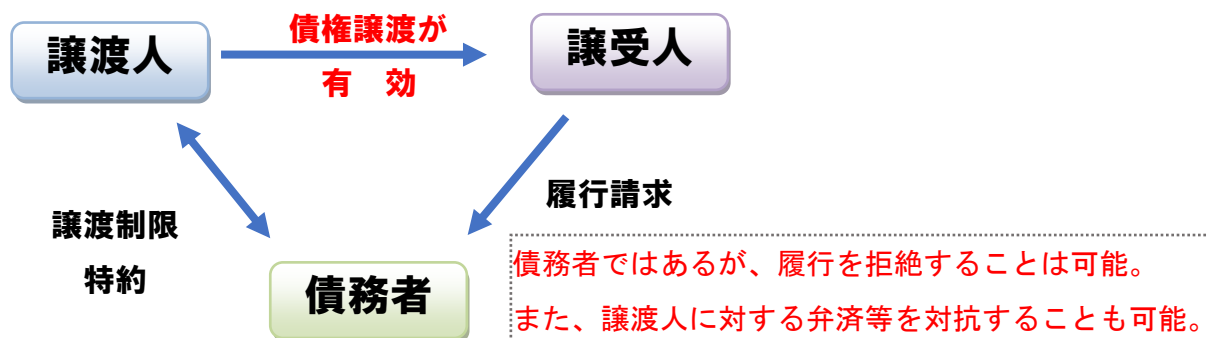 譲渡人
債権譲渡が
有　効
譲受人
履行請求
譲渡制限
特約
債務者
債務者ではあるが、履行を拒絶することは可能。
また、譲渡人に対する弁済等を対抗することも可能。